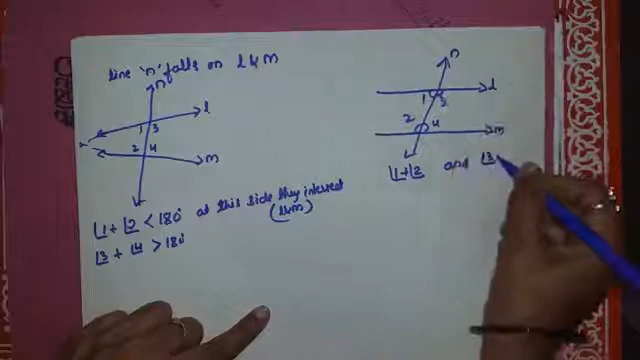 line 'n' falls on l & m
n
l
1 3
2 4
m
∠1+∠2 < 180° at this side they interest
(l&m)
∠3 + ∠4 > 180°
n
l
1 3
2 4
m
∠1+∠2 and ∠3